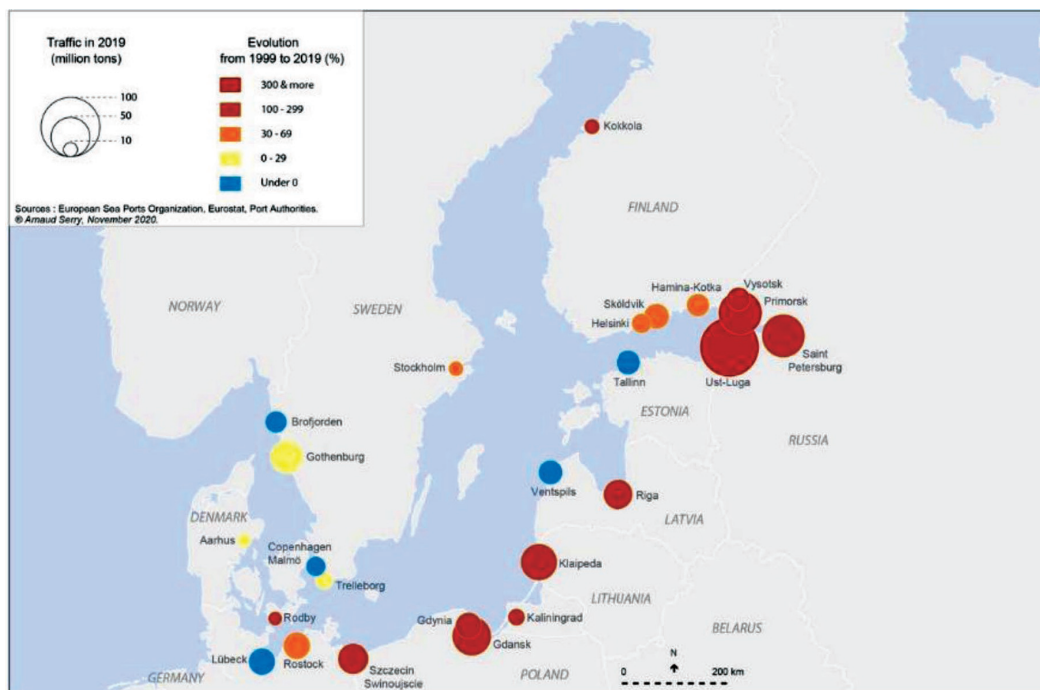 Traffic in 2019
(million tons)
100
50
10
Evolution
from 1999 to 2019 (%)
300 & more
100 - 299
30 - 69
0 - 29
Under 0
Sources : European Sea Ports Organization, Eurostat, Port Authorities.
® Arnaud Serry, November 2020.
Kokkola
FINLAND
NORWAY
SWEDEN
Hamina-Kotka
Vysotsk
Sköldvik
Primorsk
Helsinki
Saint
Petersburg
Stockholm
Tallinn
Ust-Luga
ESTONIA
Brofjorden
RUSSIA
Gothenburg
Ventspils
Riga
DENMARK
LATVIA
Aarhus
Copenhagen
Malmö
Klaipeda
Trelleborg
LITHUANIA
Rodby
Gdynia
Kaliningrad
BELARUS
Gdansk
Lübeck
Rostock
Szczecin
Swinoujscie
GERMANY
POLAND
N
0
200 km